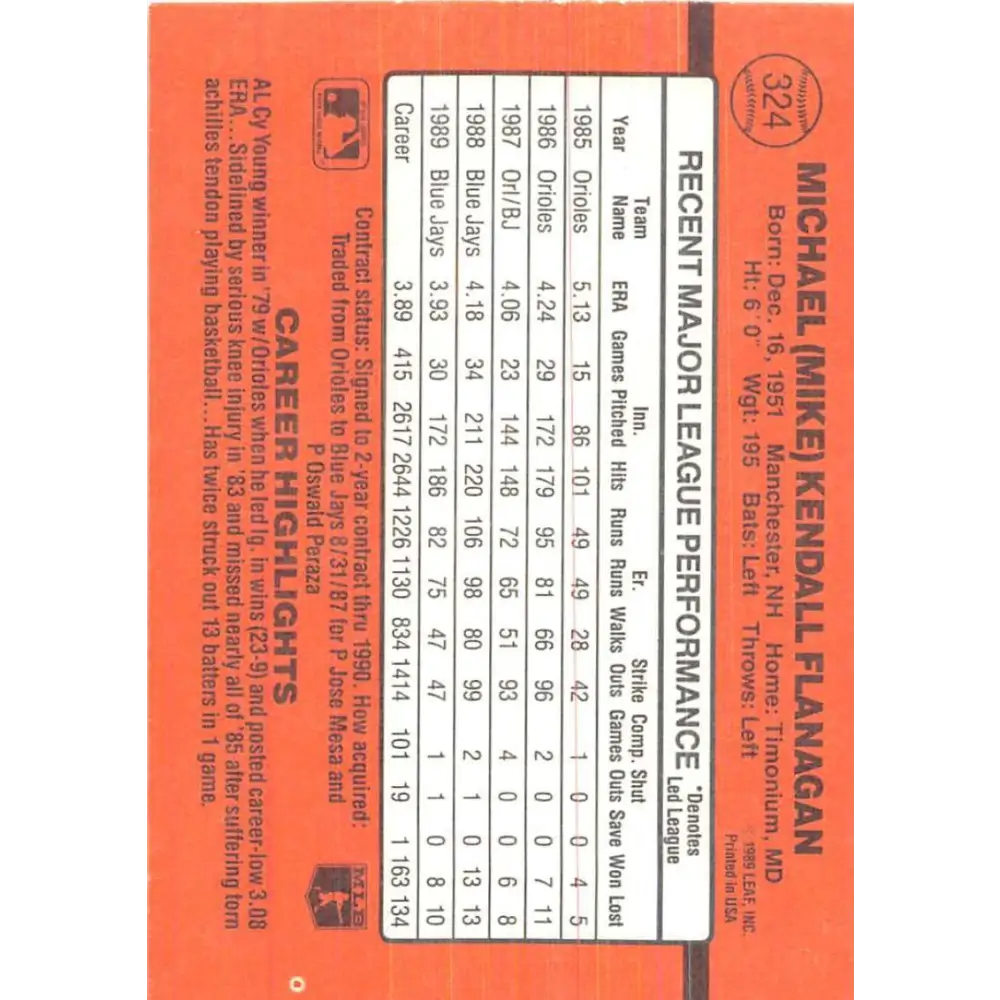 324
MICHAEL (MIKE) KENDALL FLANAGAN
Born: Dec. 16, 1951 Manchester, NH Home: Timonium, MD
Ht: 6' 0" Wgt: 195 Bats: Left Throws: Left
© 1989 LEAF, INC.
Printed in USA
RECENT MAJOR LEAGUE PERFORMANCE *Denotes Led League
Team Inn. Er. Strike Comp. Shut
Year Name ERA Games Pitched Hits Runs Runs Walks Outs Games Outs Save Won Lost
1985 Orioles 5.13 15 86 101 49 49 28 42 1 0 0 4 5
1986 Orioles 4.24 29 172 179 95 81 66 96 2 0 0 7 11
1987 Orl/BJ 4.06 23 144 148 72 65 51 93 4 0 0 6 8
1988 Blue Jays 4.18 34 211 220 106 98 80 99 2 1 0 13 13
1989 Blue Jays 3.93 30 172 186 82 75 47 47 1 1 0 8 10
Career 3.89 415 2617 2644 1226 1130 834 1414 101 19 1 163 134
Contract status: Signed to 2-year contract thru 1990. How acquired:
Traded from Orioles to Blue Jays 8/31/87 for P Jose Mesa and
P Oswald Peraza
MLB
CAREER HIGHLIGHTS
AL Cy Young winner in '79 w/Orioles when he led lg. in wins (23-9) and posted career-low 3.08
ERA...Sidelined by serious knee injury in '83 and missed nearly all of '85 after suffering torn
achilles tendon playing basketball...Has twice struck out 13 batters in 1 game.